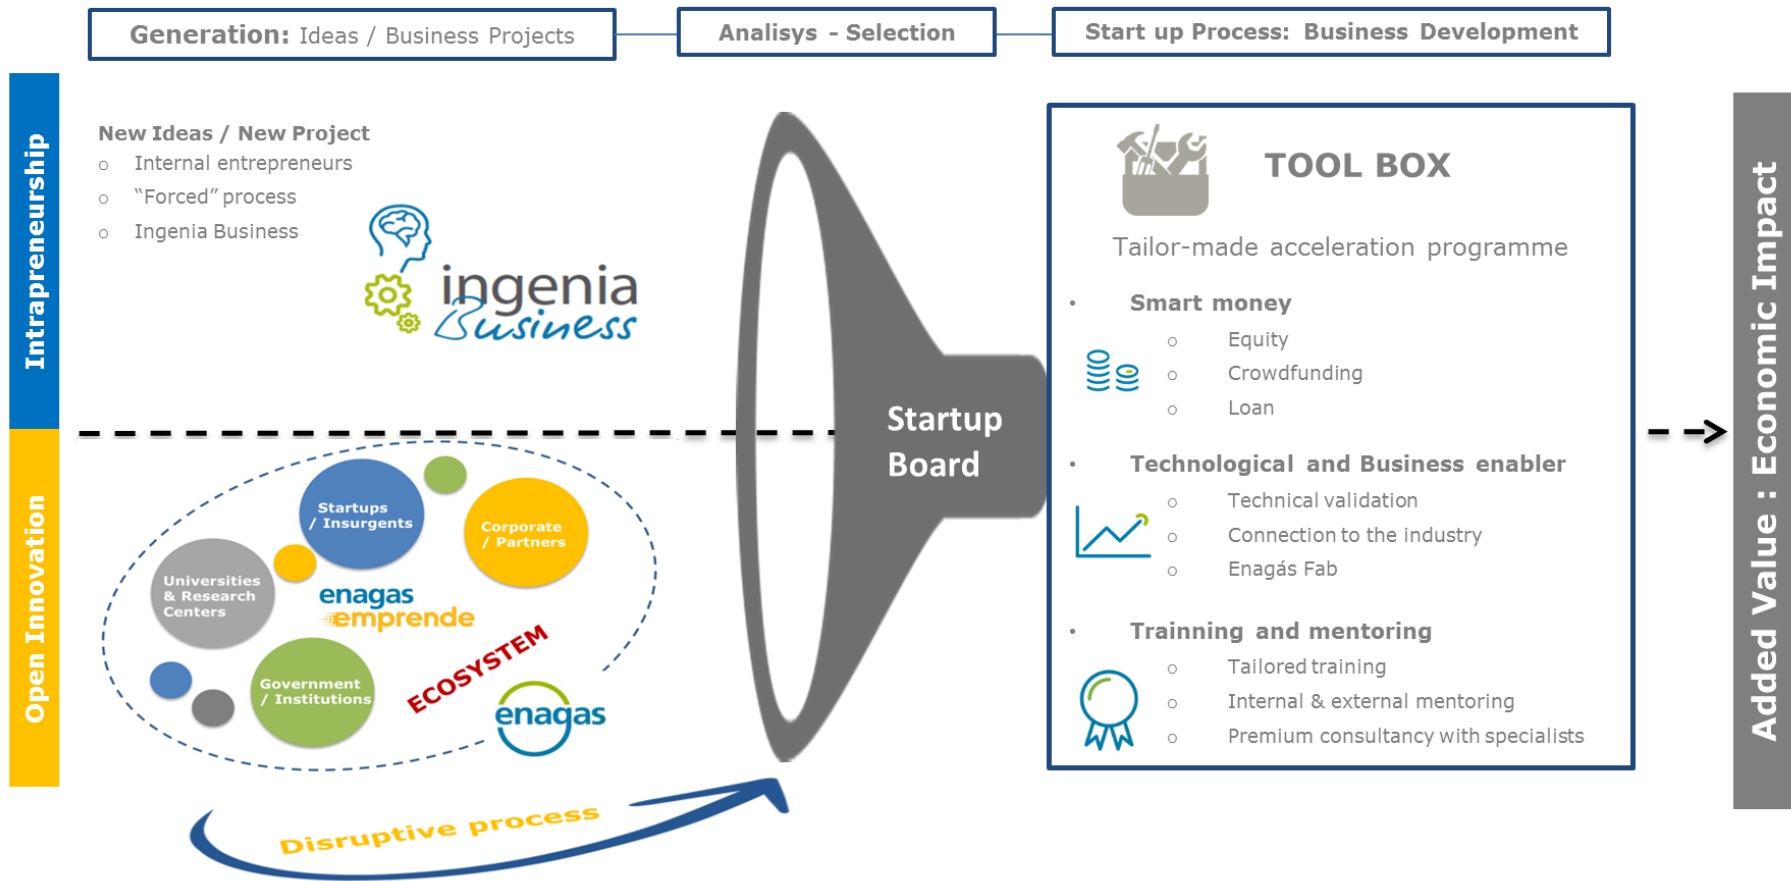 Generation: Ideas / Business Projects
Analisys - Selection
Start up Process: Business Development
Intrapreneurship
New Ideas / New Project
o Internal entrepreneurs
o “Forced” process
o Ingenia Business
ingenia
Business
Open Innovation
Startups
/ Insurgents
Corporate
/ Partners
Universities
& Research
Centers
enagas
emprende
Government
/ Institutions
ECOSYSTEM
enagas
Disruptive process
Startup
Board
TOOL BOX
Tailor-made acceleration programme
• Smart money
o Equity
o Crowdfunding
o Loan
• Technological and Business enabler
o Technical validation
o Connection to the industry
o Enagás Fab
• Trainning and mentoring
o Tailored training
o Internal & external mentoring
o Premium consultancy with specialists
Added Value : Economic Impact